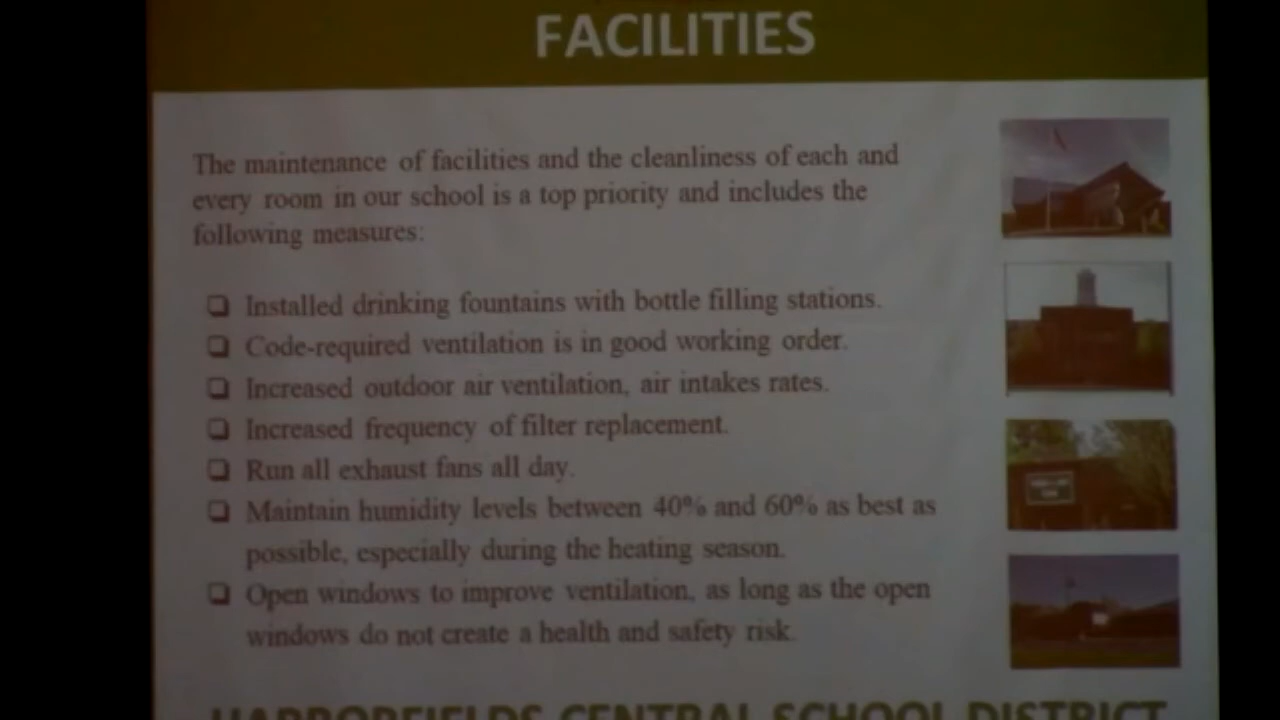 FACILITIES
The maintenance of facilities and the cleanliness of each and
every room in our school is a top priority and includes the
following measures:
❏ Installed drinking fountains with bottle filling stations.
❏ Code-required ventilation is in good working order.
❏ Increased outdoor air ventilation, air intakes rates.
❏ Increased frequency of filter replacement.
❏ Run all exhaust fans all day.
❏ Maintain humidity levels between 40% and 60% as best as
possible, especially during the heating season.
❏ Open windows to improve ventilation, as long as the open
windows do not create a health and safety risk.
HARBORFIELDS CENTRAL SCHOOL DISTRICT